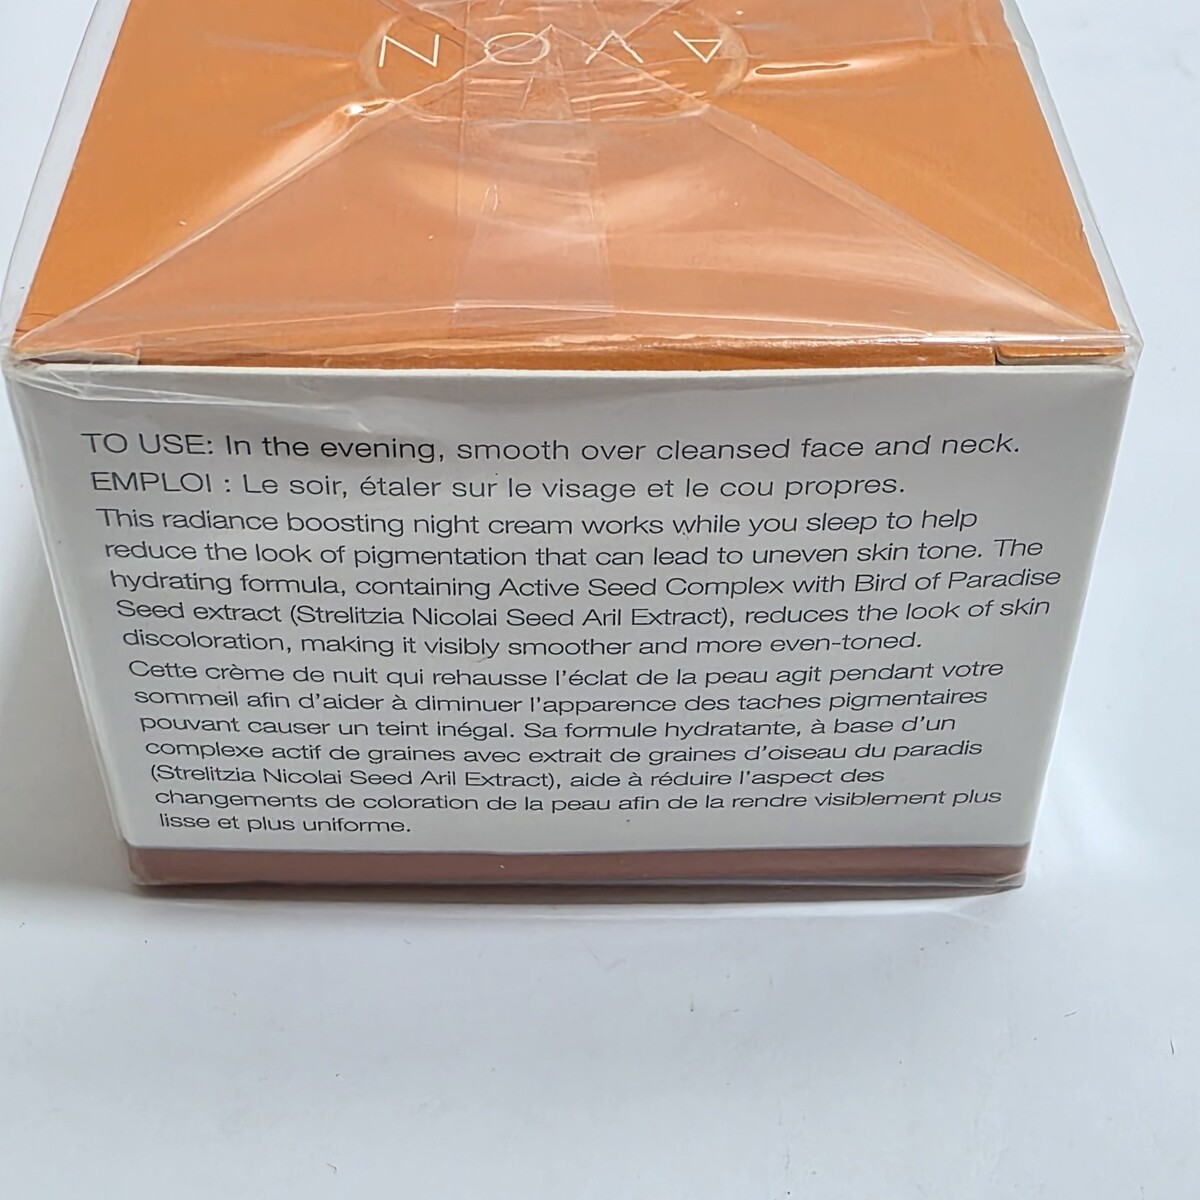 AVON
TO USE: In the evening, smooth over cleansed face and neck.
EMPLOI : Le soir, étaler sur le visage et le cou propres.
This radiance boosting night cream works while you sleep to help
reduce the look of pigmentation that can lead to uneven skin tone. The
hydrating formula, containing Active Seed Complex with Bird of Paradise
Seed extract (Strelitzia Nicolai Seed Aril Extract), reduces the look of skin
discoloration, making it visibly smoother and more even-toned.
Cette crème de nuit qui rehausse l'éclat de la peau agit pendant votre
sommeil afin d'aider à diminuer l'apparence des taches pigmentaires
pouvant causer un teint inégal. Sa formule hydratante, à base d'un
complexe actif de graines avec extrait de graines d'oiseau du paradis
(Strelitzia Nicolai Seed Aril Extract), aide à réduire l'aspect des
changements de coloration de la peau afin de la rendre visiblement plus
lisse et plus uniforme.